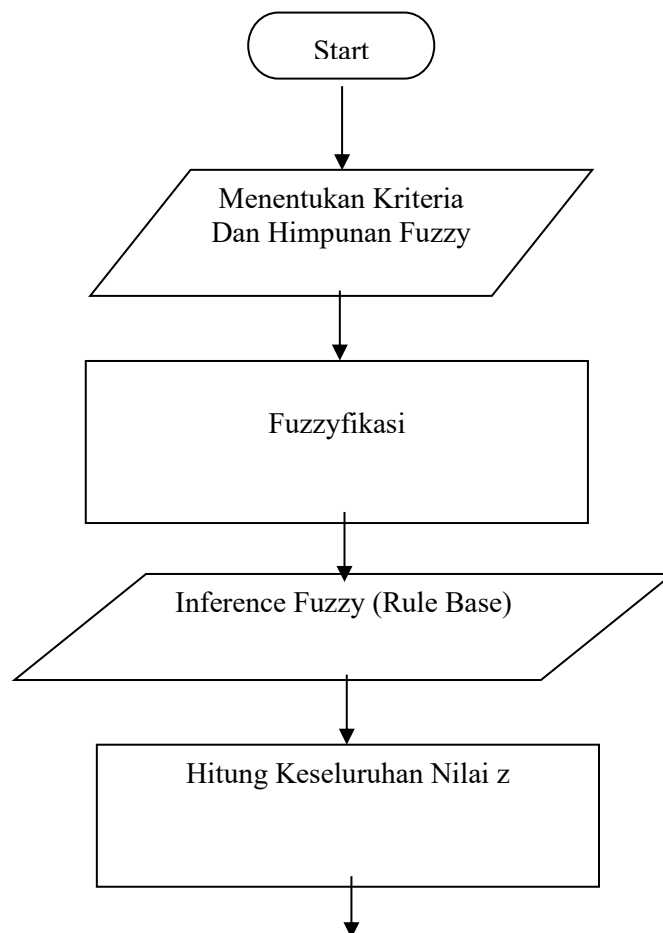 Start
Menentukan Kriteria
Dan Himpunan Fuzzy
Fuzzyfikasi
Inference Fuzzy (Rule Base)
Hitung Keseluruhan Nilai z